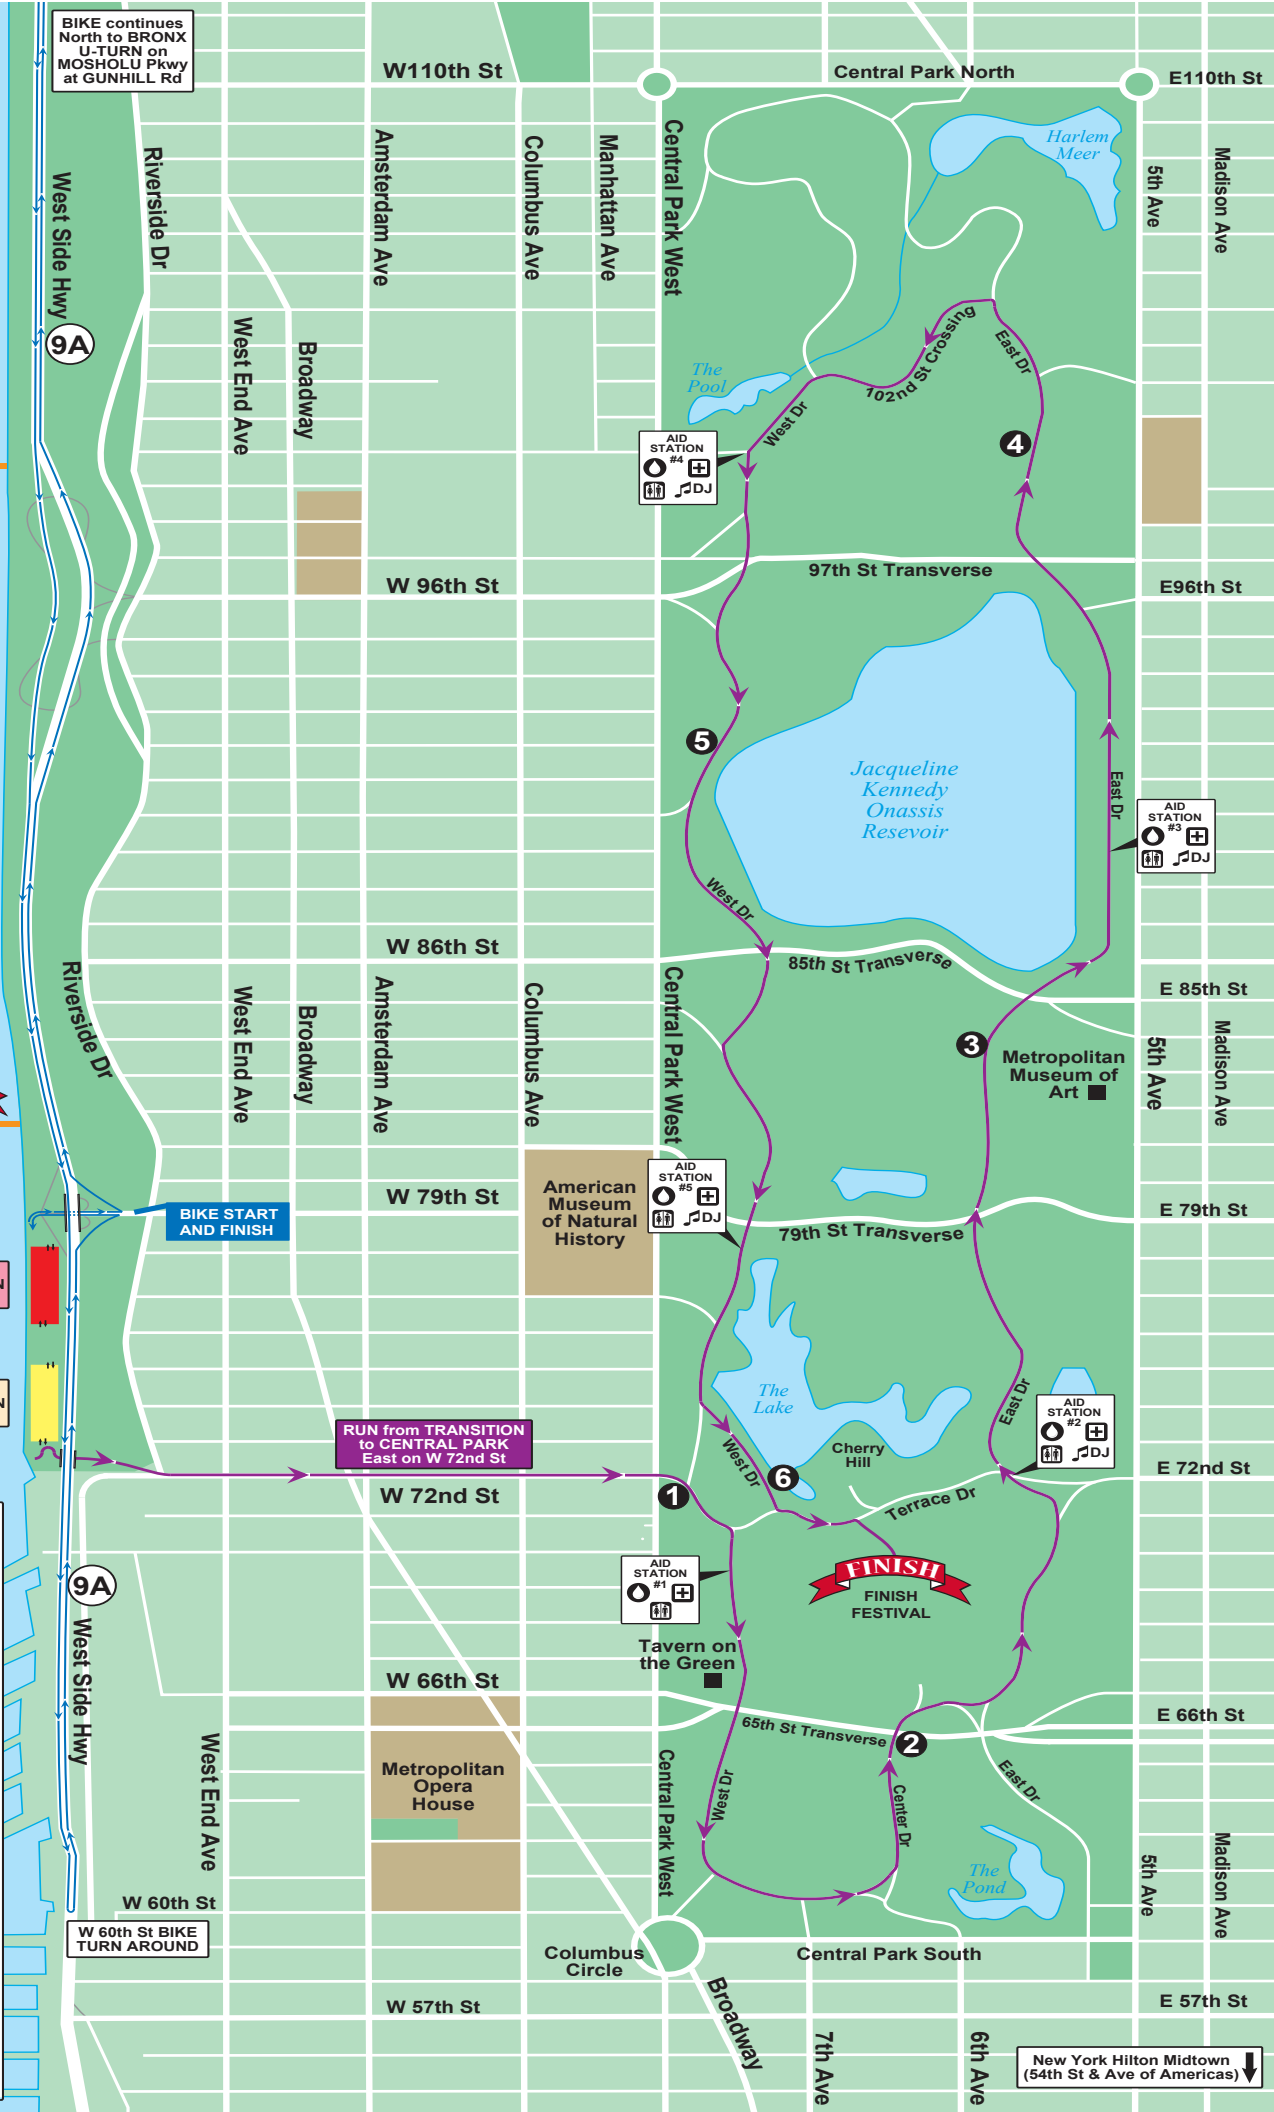 BIKE continues
North to BRONX
U-TURN on
MOSHOLU Pkwy
at GUNHILL Rd
W110th St
Central Park North
E110th St
Harlem
Meer
Riverside Dr
West Side Hwy
Amsterdam Ave
Columbus Ave
Manhattan Ave
Central Park West
5th Ave
Madison Ave
9A
West End Ave
Broadway
102nd St Crossing
East Dr
The
Pool
West Dr
AID
STATION
#4
DJ
4
97th St Transverse
W 96th St
E96th St
5
Jacqueline
Kennedy
Onassis
Resevoir
East Dr
AID
STATION
#3
DJ
West Dr
W 86th St
85th St Transverse
E 85th St
Riverside Dr
West End Ave
Broadway
Amsterdam Ave
Columbus Ave
Central Park West
3
Metropolitan
Museum of
Art
5th Ave
Madison Ave
AID
STATION
#5
DJ
W 79th St
American
Museum
of Natural
History
BIKE START
AND FINISH
79th St Transverse
E 79th St
N
The
Lake
East Dr
N
AID
STATION
#2
DJ
RUN from TRANSITION
to CENTRAL PARK
East on W 72nd St
West Dr
Cherry
Hill
6
E 72nd St
W 72nd St
1
Terrace Dr
9A
AID
STATION
#1
FINISH
FINISH
FESTIVAL
West Side Hwy
Tavern on
the Green
W 66th St
65th St Transverse
2
E 66th St
West End Ave
Metropolitan
Opera
House
Central Park West
West Dr
Center Dr
East Dr
The
Pond
5th Ave
Madison Ave
W 60th St
W 60th St BIKE
TURN AROUND
Columbus
Circle
Central Park South
W 57th St
Broadway
7th Ave
6th Ave
E 57th St
New York Hilton Midtown
(54th St & Ave of Americas)